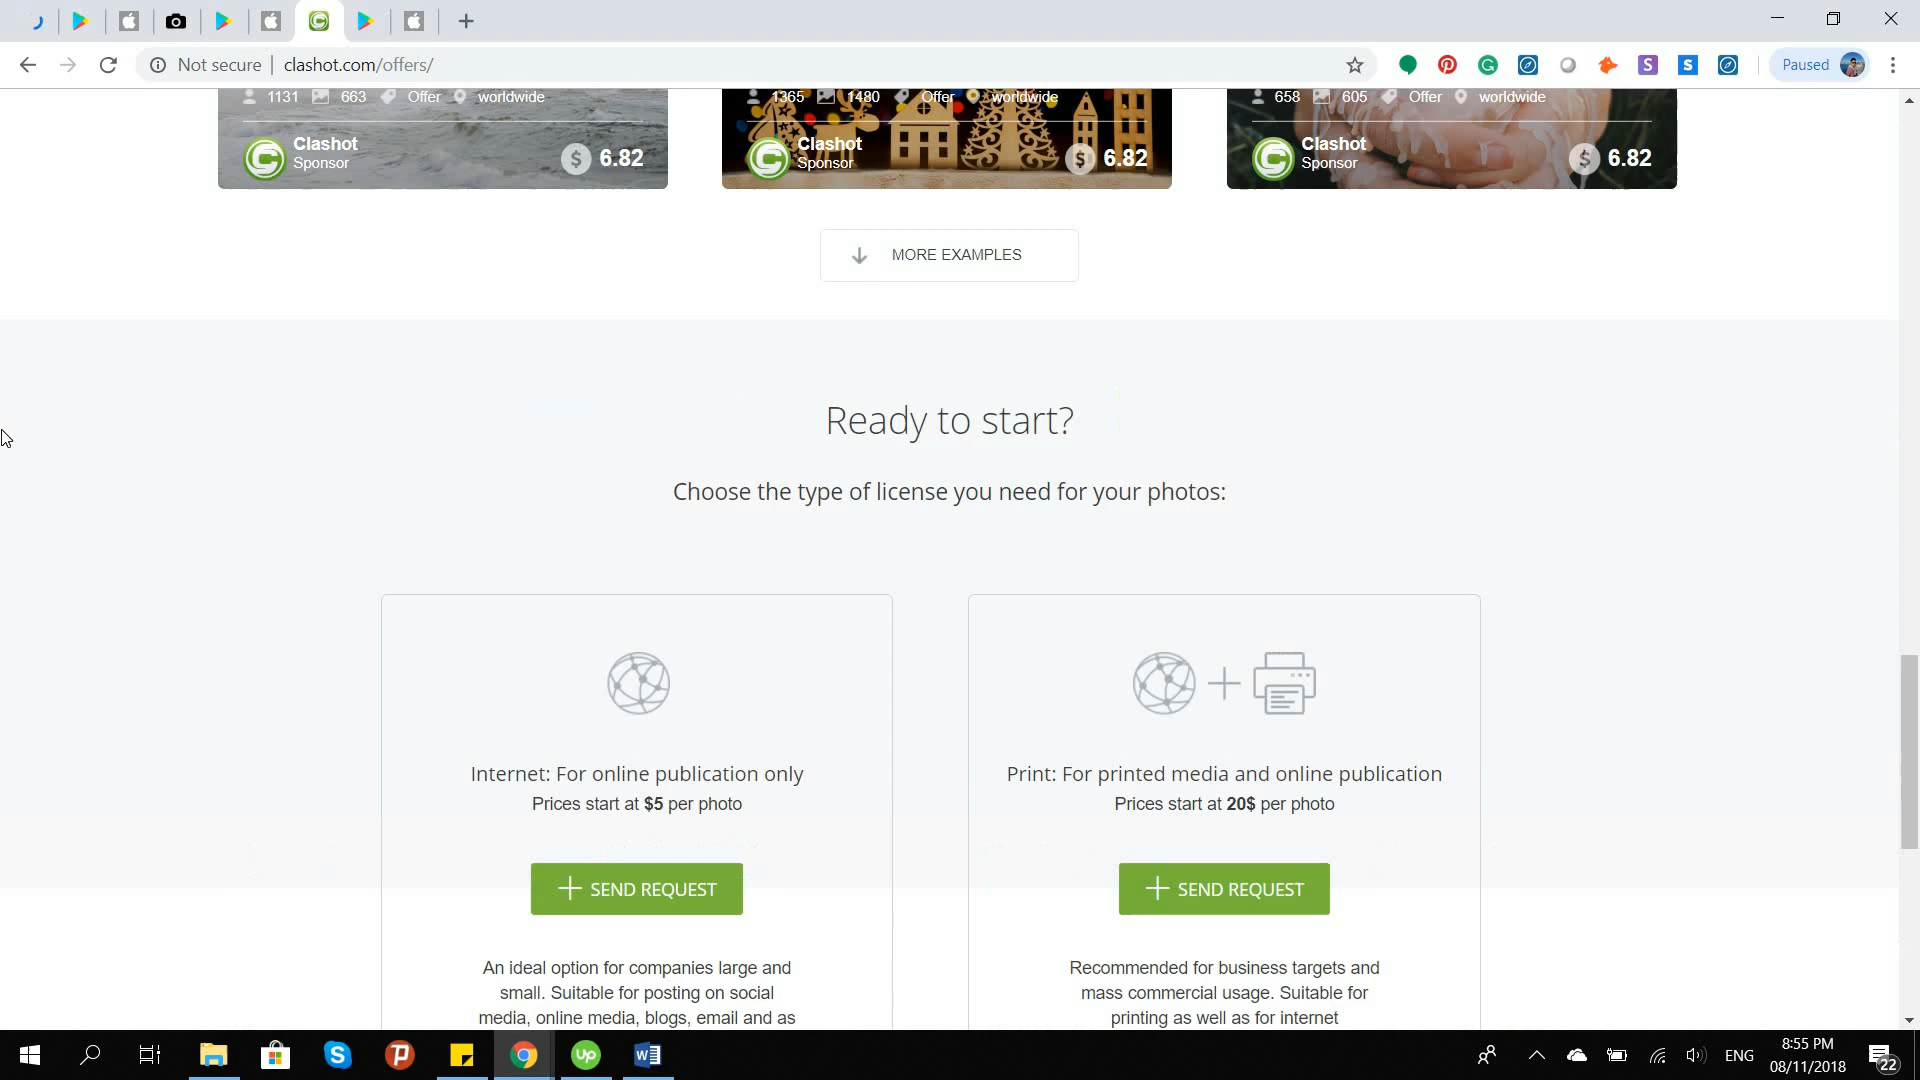 Not secure | clashot.com/offers/
Paused
1131 663 Offer worldwide
1365 1480 Offer worldwide
658 605 Offer worldwide
Clashot
Sponsor
$ 6.82
Clashot
Sponsor
$ 6.82
Clashot
Sponsor
$ 6.82
MORE EXAMPLES
Ready to start?
Choose the type of license you need for your photos:
Internet: For online publication only
Prices start at $5 per photo
+ SEND REQUEST
An ideal option for companies large and
small. Suitable for posting on social
media, online media, blogs, email and as
Print: For printed media and online publication
Prices start at 20$ per photo
+ SEND REQUEST
Recommended for business targets and
mass commercial usage. Suitable for
printing as well as for internet
ENG
8:55 PM
08/11/2018
22